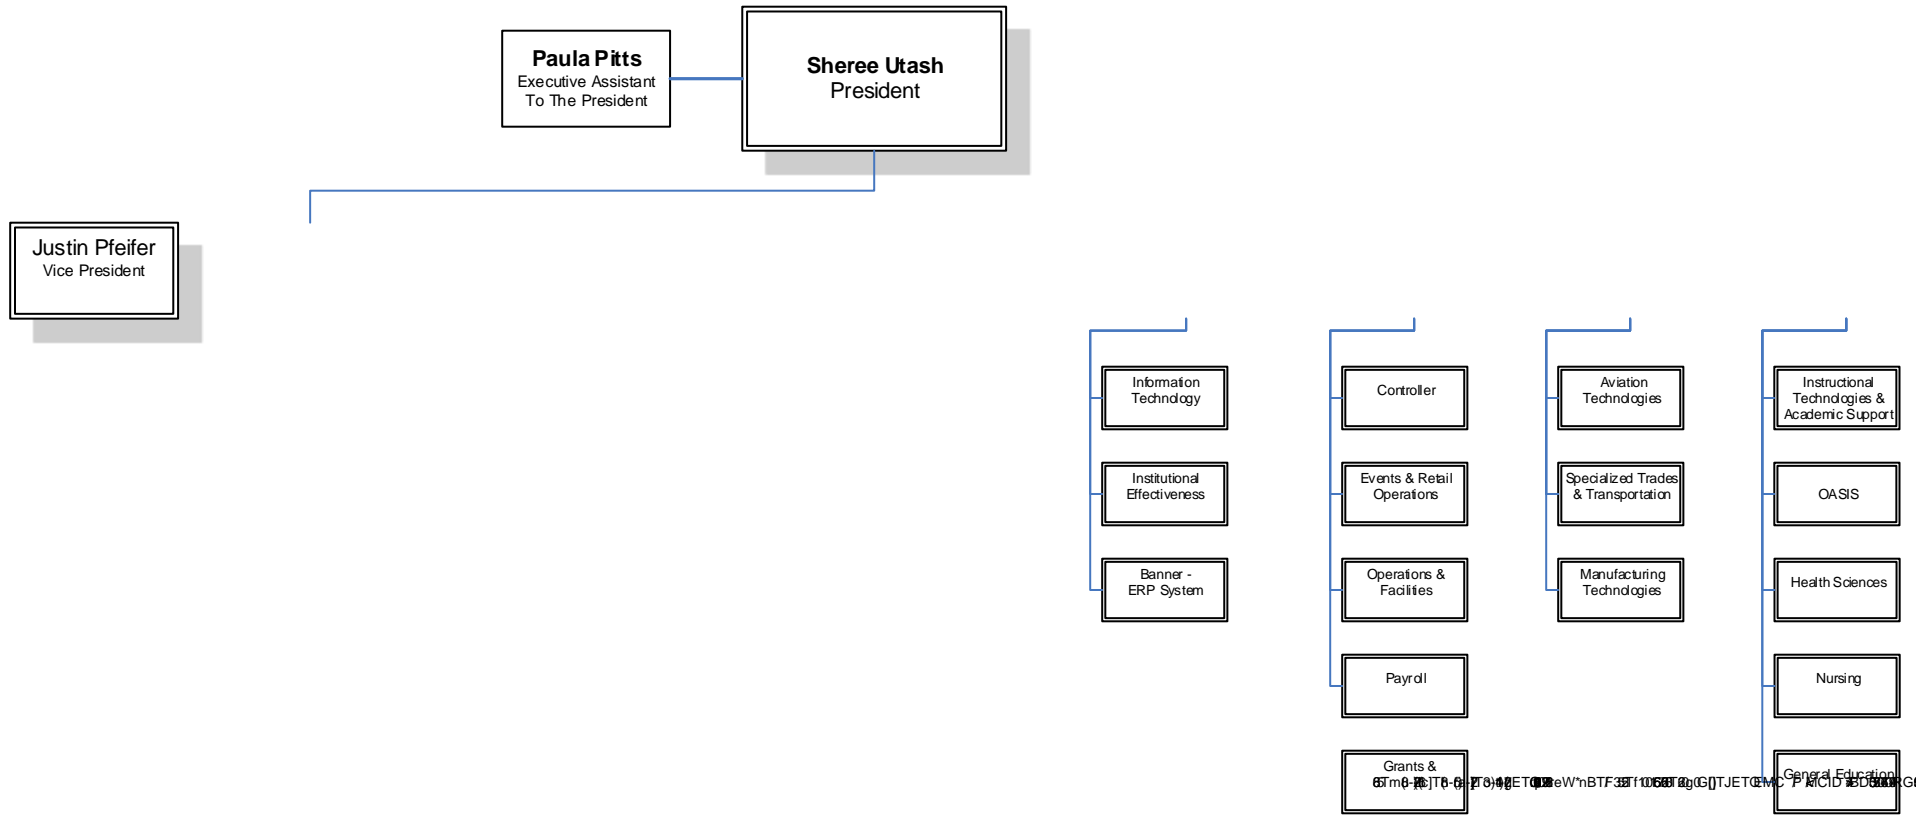 Paula Pitts
Executive Assistant
To The President
Sheree Utash
President
Justin Pfeifer
Vice President
Information
Technology
Institutional
Effectiveness
Banner -
ERP System
Controller
Events & Retail
Operations
Operations &
Facilities
Payroll
Grants &
Aviation
Technologies
Specialized Trades
& Transportation
Manufacturing
Technologies
Instructional
Technologies &
Academic Support
OASIS
Health Sciences
Nursing
General Education